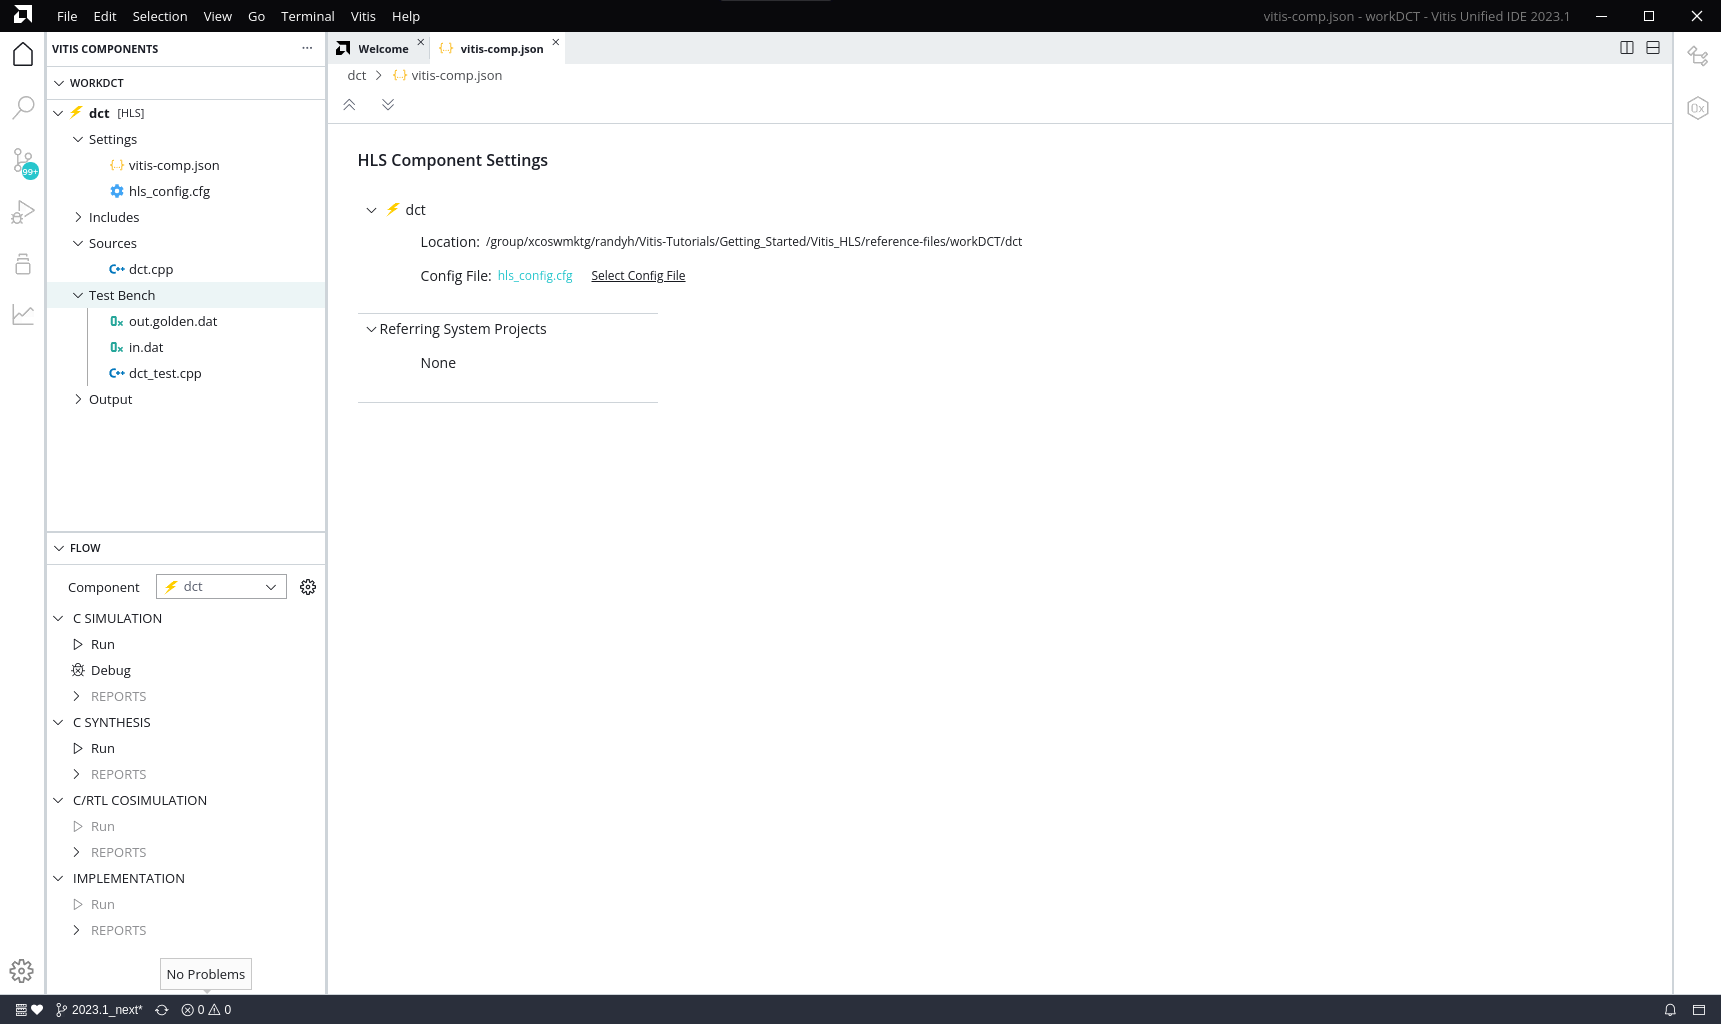 File Edit Selection View Go Terminal Vitis Help
vitis-comp.json - workDCT - Vitis Unified IDE 2023.1
VITIS COMPONENTS
WORKDCT
dct [HLS]
Settings
vitis-comp.json
hls_config.cfg
Includes
Sources
dct.cpp
Test Bench
out.golden.dat
in.dat
dct_test.cpp
Output
99+
FLOW
Component dct
C SIMULATION
Run
Debug
REPORTS
C SYNTHESIS
Run
REPORTS
C/RTL COSIMULATION
Run
REPORTS
IMPLEMENTATION
Run
REPORTS
No Problems
Welcome vitis-comp.json
dct vitis-comp.json
HLS Component Settings
dct
Location: /group/xcoswmktg/randyh/Vitis-Tutorials/Getting_Started/Vitis_HLS/reference-files/workDCT/dct
Config File: hls_config.cfg Select Config File
Referring System Projects
None
0x
2023.1_next* 0 0